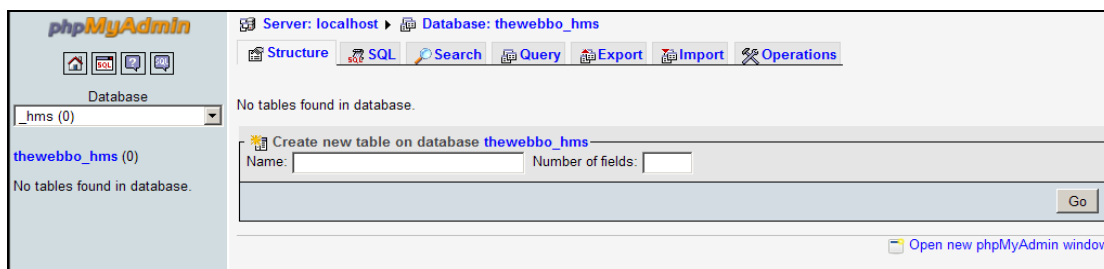 phpMyAdmin
SQL
SQL
Database
_hms (0)
thewebbo_hms (0)
No tables found in database.
Server: localhost Database: thewebbo_hms
Structure SQL Search Query Export Import Operations
No tables found in database.
Create new table on database thewebbo_hms
Name: Number of fields:
Go
Open new phpMyAdmin window